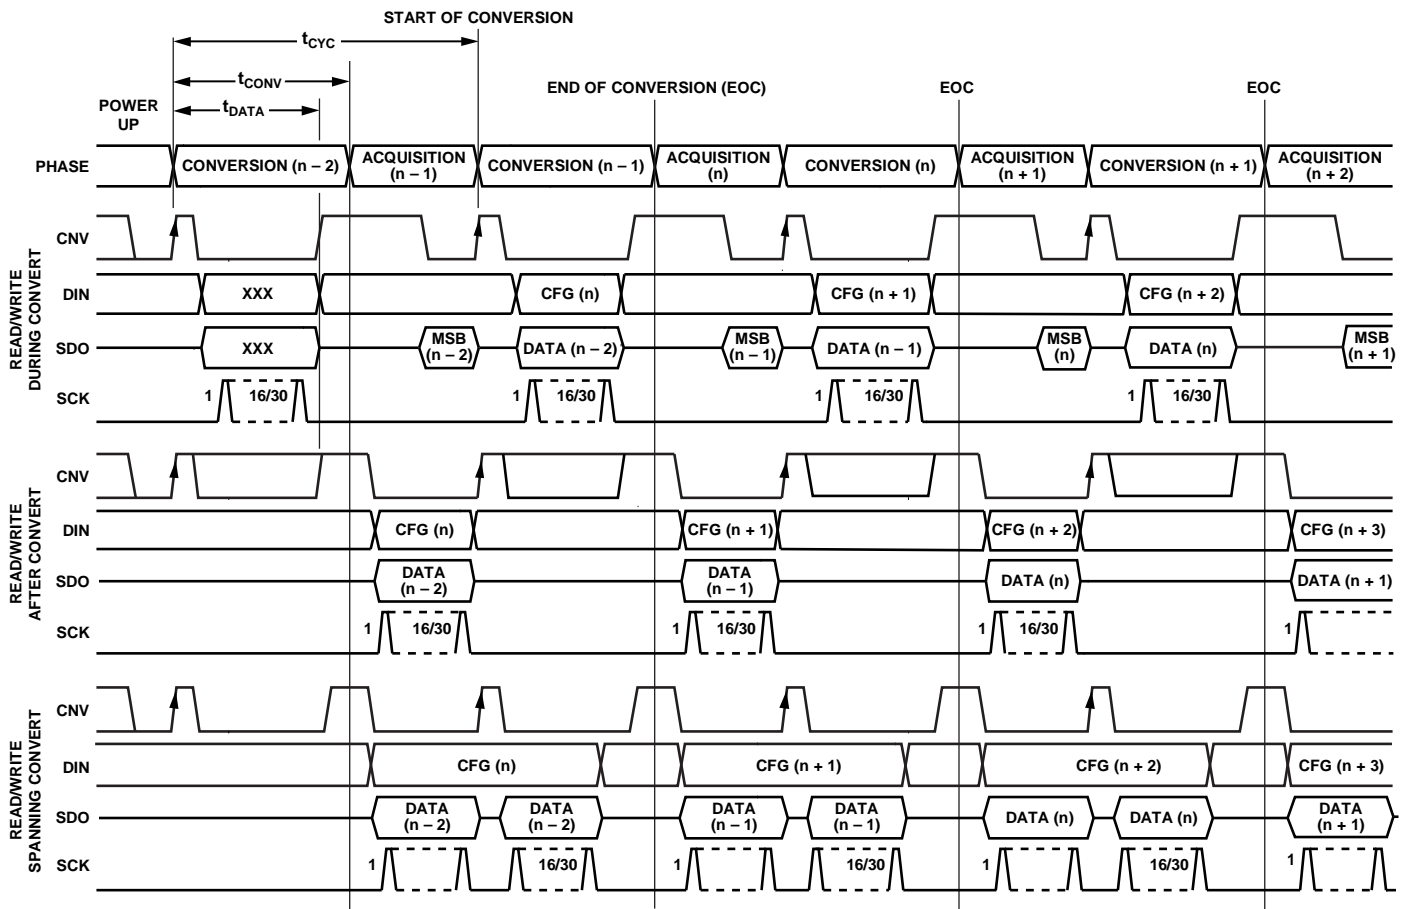 START OF CONVERSION
tCYC
tCONV
END OF CONVERSION (EOC)
EOC
EOC
POWER
UP
tDATA
PHASE
CONVERSION (n – 2)
ACQUISITION
(n – 1)
CONVERSION (n – 1)
ACQUISITION
(n)
CONVERSION (n)
ACQUISITION
(n + 1)
CONVERSION (n + 1)
ACQUISITION
(n + 2)
READ/WRITE
DURING CONVERT
CNV
DIN
XXX
CFG (n)
CFG (n + 1)
CFG (n + 2)
SDO
XXX
MSB
(n – 2)
DATA (n – 2)
MSB
(n – 1)
DATA (n – 1)
MSB
(n)
DATA (n)
MSB
(n + 1)
SCK
1
16/30
1
16/30
1
16/30
1
16/30
READ/WRITE
AFTER CONVERT
CNV
DIN
CFG (n)
CFG (n + 1)
CFG (n + 2)
CFG (n + 3)
SDO
DATA
(n – 2)
DATA
(n – 1)
DATA (n)
DATA (n + 1)
SCK
1
16/30
1
16/30
1
16/30
1
READ/WRITE
SPANNING CONVERT
CNV
DIN
CFG (n)
CFG (n + 1)
CFG (n + 2)
CFG (n + 3)
SDO
DATA
(n – 2)
DATA
(n – 2)
DATA
(n – 1)
DATA
(n – 1)
DATA (n)
DATA (n)
DATA
(n + 1)
SCK
1
16/30
1
16/30
1
16/30
1